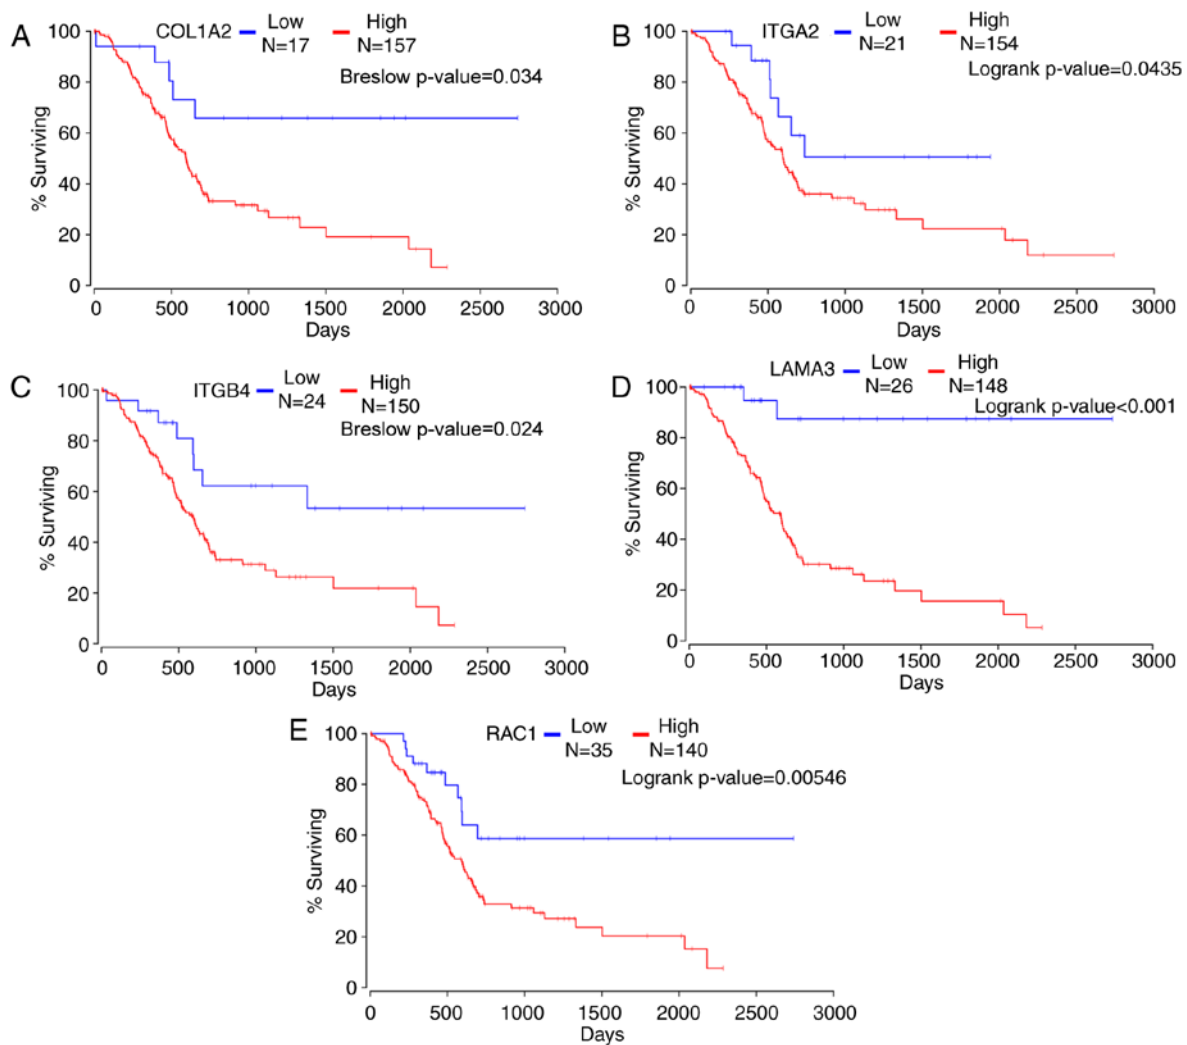 A
COL1A2
Low
N=17
High
N=157
Breslow p-value=0.034
% Surviving
100
80
60
40
20
0
0 500 1000 1500 2000 2500 3000
Days
B
ITGA2
Low
N=21
High
N=154
Logrank p-value=0.0435
% Surviving
100
80
60
40
20
0
0 500 1000 1500 2000 2500 3000
Days
C
ITGB4
Low
N=24
High
N=150
Breslow p-value=0.024
% Surviving
100
80
60
40
20
0
0 500 1000 1500 2000 2500 3000
Days
D
LAMA3
Low
N=26
High
N=148
Logrank p-value<0.001
% Surviving
100
80
60
40
20
0
0 500 1000 1500 2000 2500 3000
Days
E
RAC1
Low
N=35
High
N=140
Logrank p-value=0.00546
% Surviving
100
80
60
40
20
0
0 500 1000 1500 2000 2500 3000
Days